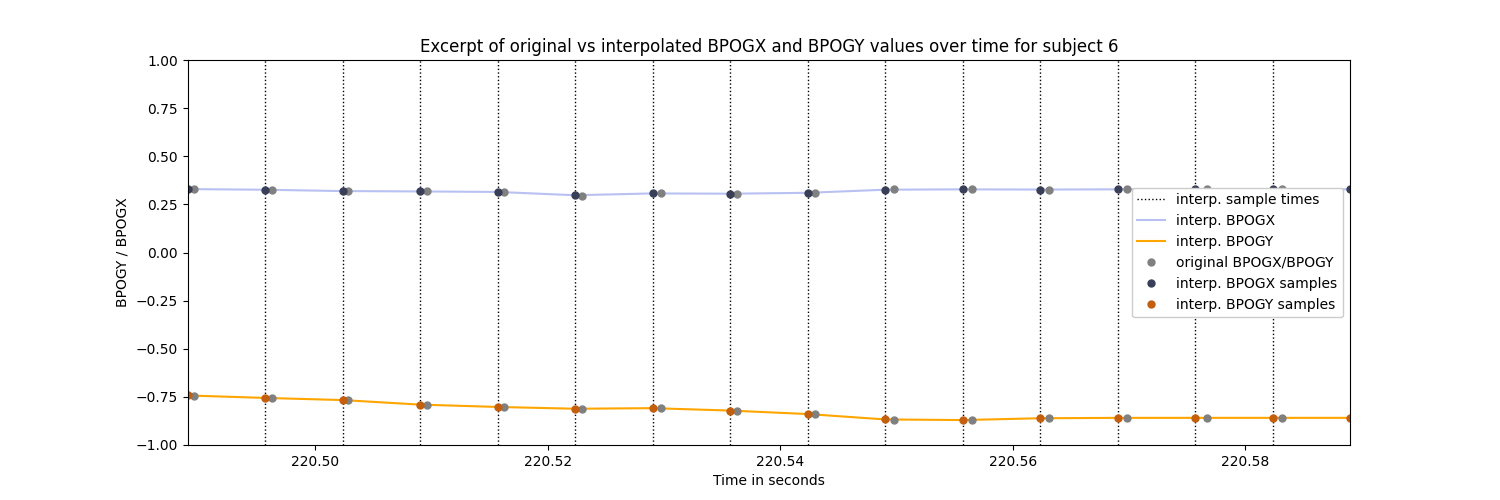 Excerpt of original vs interpolated BPOGX and BPOGY values over time for subject 6
BPOGY / BPOGX
1.00
0.75
0.50
0.25
0.00
−0.25
−0.50
−0.75
−1.00
interp. sample times
interp. BPOGX
interp. BPOGY
original BPOGX/BPOGY
interp. BPOGX samples
interp. BPOGY samples
220.50
220.52
220.54
220.56
220.58
Time in seconds